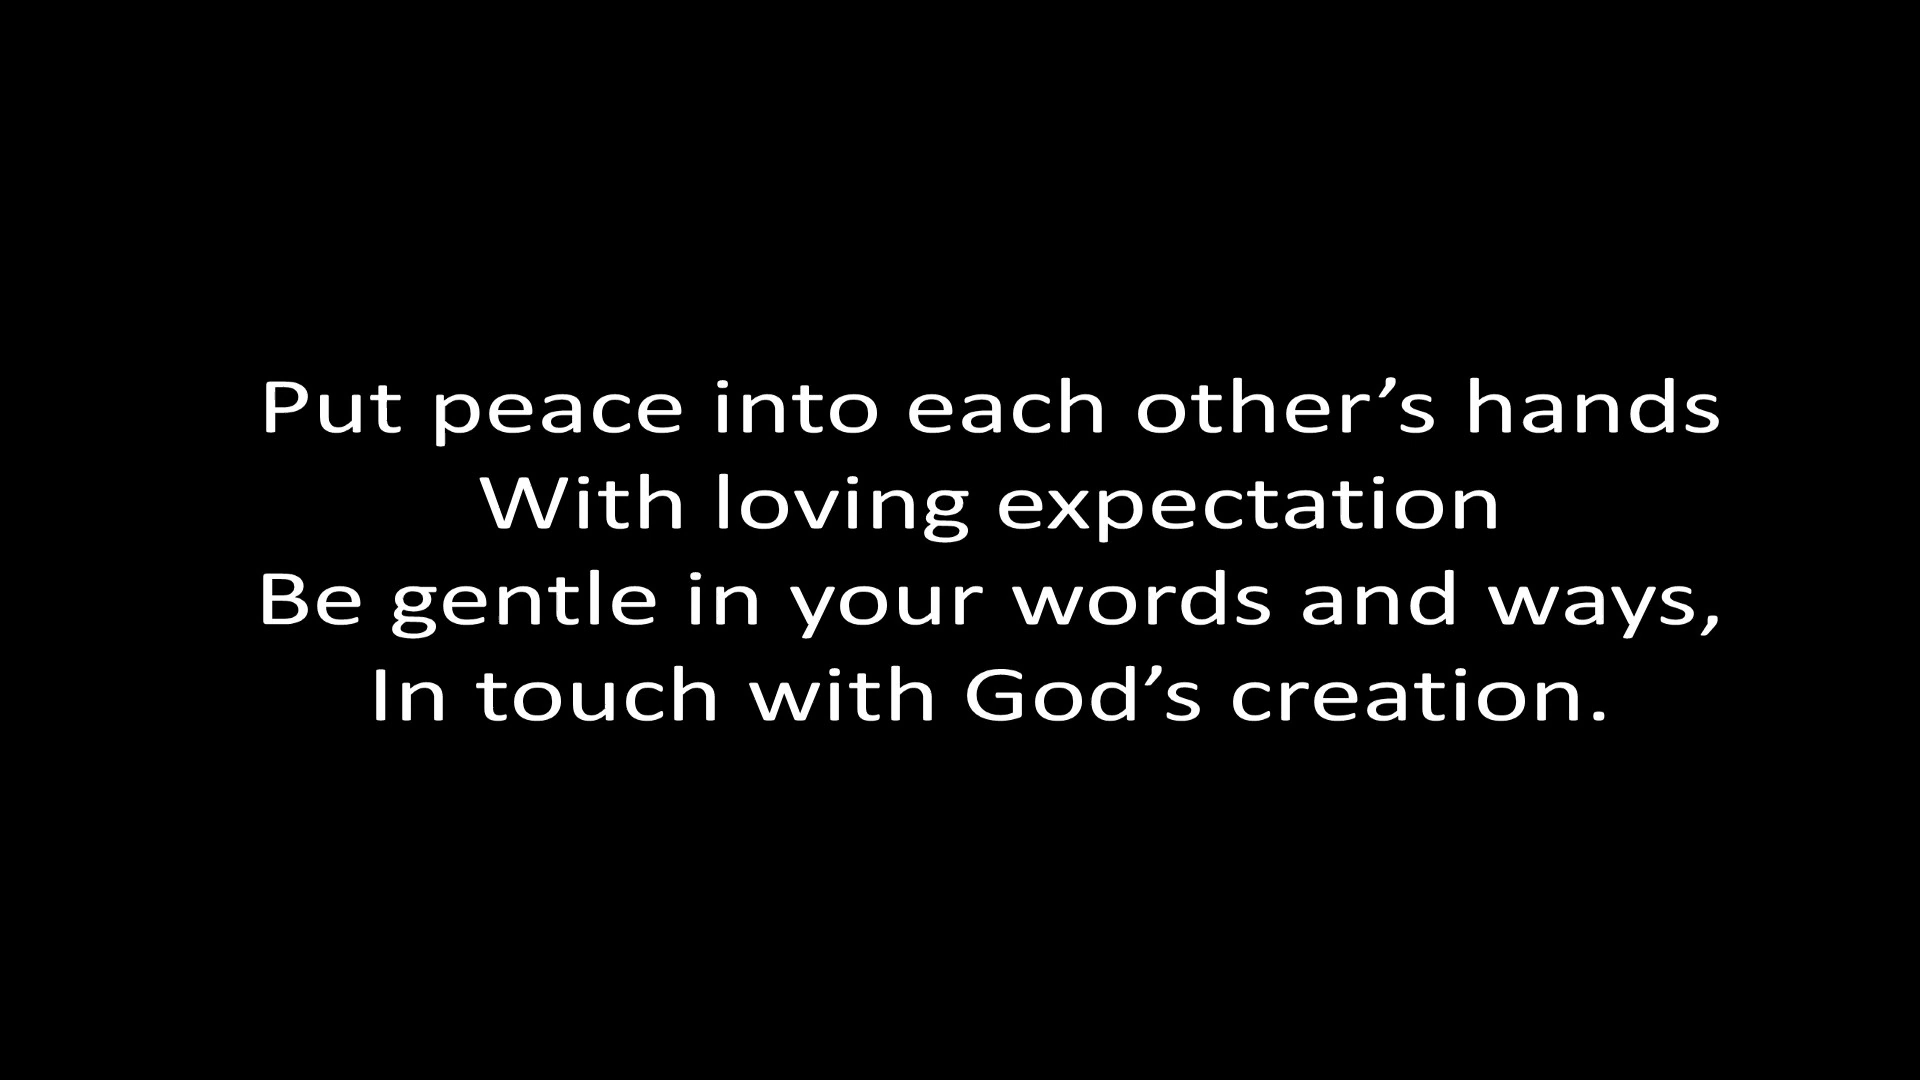 Put peace into each other’s hands
With loving expectation
Be gentle in your words and ways,
In touch with God’s creation.